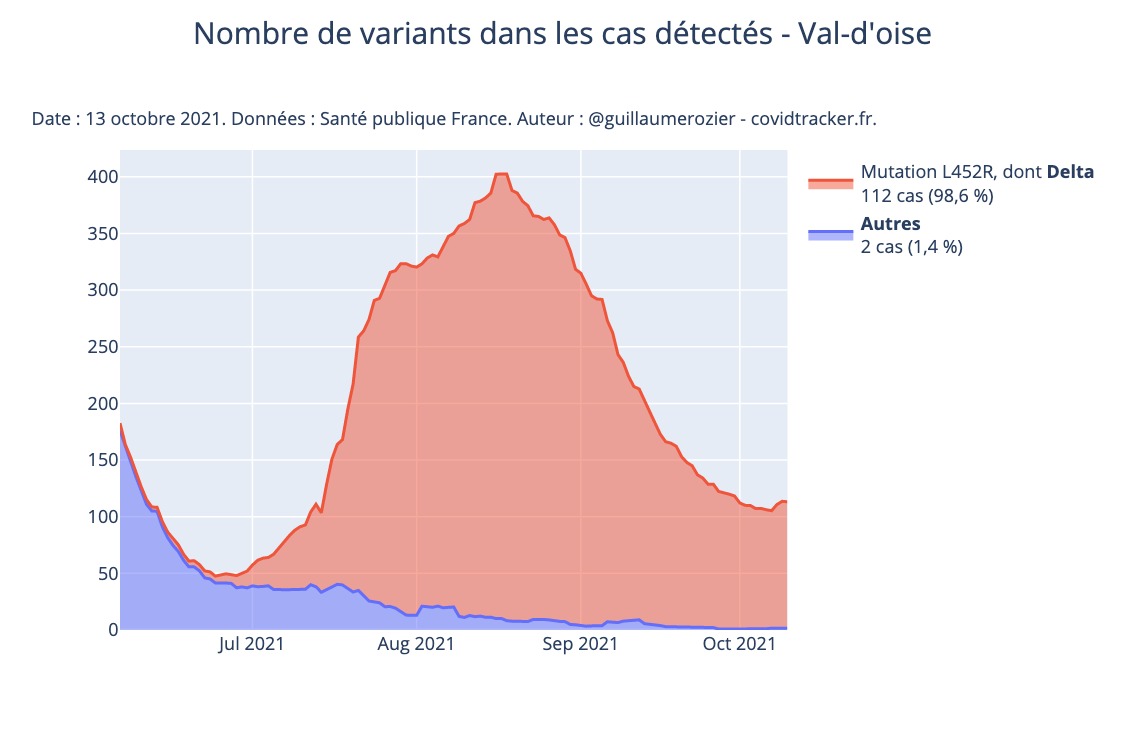 Nombre de variants dans les cas détectés - Val-d'oise
Date : 13 octobre 2021. Données : Santé publique France. Auteur : @guillaumerozier - covidtracker.fr.
400
350
300
250
200
150
100
50
0
Jul 2021
Aug 2021
Sep 2021
Oct 2021
Mutation L452R, dont Delta
112 cas (98,6 %)
Autres
2 cas (1,4 %)